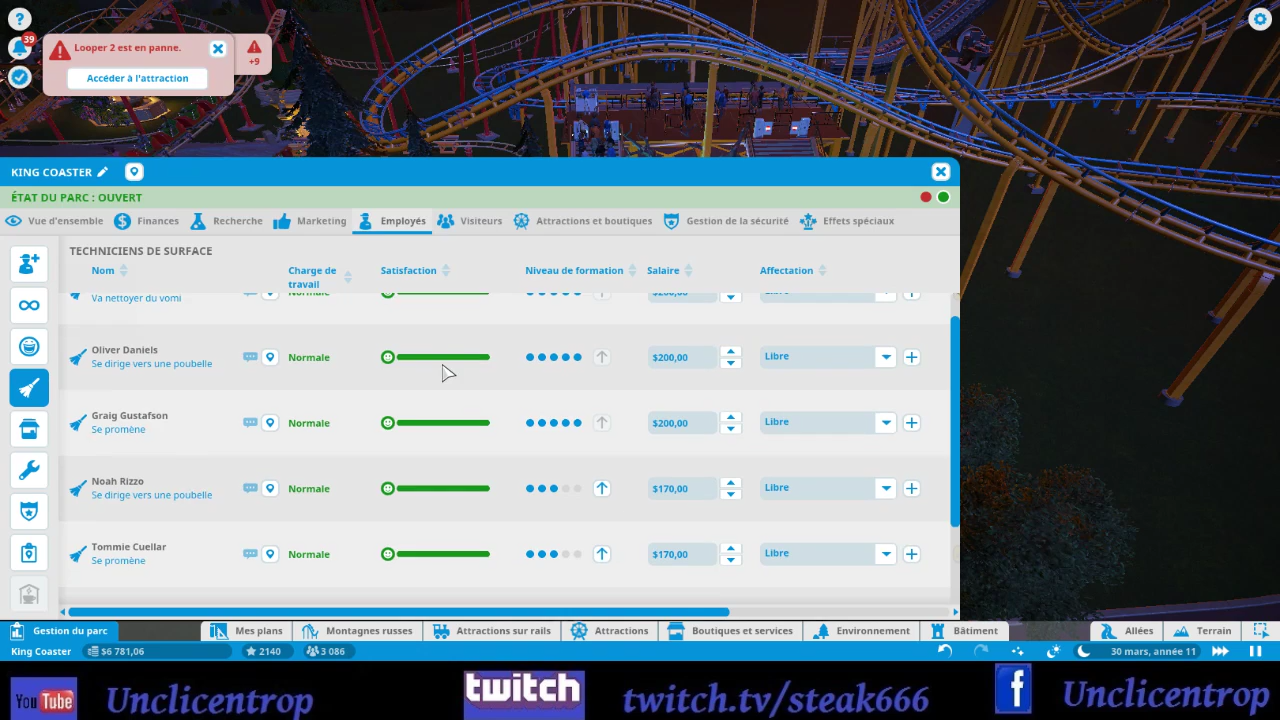 ?
39
Looper 2 est en panne.
Accéder à l'attraction
+9
KING COASTER
ÉTAT DU PARC : OUVERT
Vue d'ensemble
Finances
Recherche
Marketing
Employés
Visiteurs
Attractions et boutiques
Gestion de la sécurité
Effets spéciaux
TECHNICIENS DE SURFACE
Nom
Charge de travail
Satisfaction
Niveau de formation
Salaire
Affectation
Va nettoyer du vomi
Normale
$200,00
Libre
Oliver Daniels
Se dirige vers une poubelle
Normale
$200,00
Libre
Graig Gustafson
Se promène
Normale
$200,00
Libre
Noah Rizzo
Se dirige vers une poubelle
Normale
$170,00
Libre
Tommie Cuellar
Se promène
Normale
$170,00
Libre
Gestion du parc
Mes plans
Montagnes russes
Attractions sur rails
Attractions
Boutiques et services
Environnement
Bâtiment
Allées
Terrain
King Coaster
$6 781,06
2140
3 086
30 mars, année 11
YouTube
Unclicentrop
twitch
twitch.tv/steak666
f
Unclicentrop